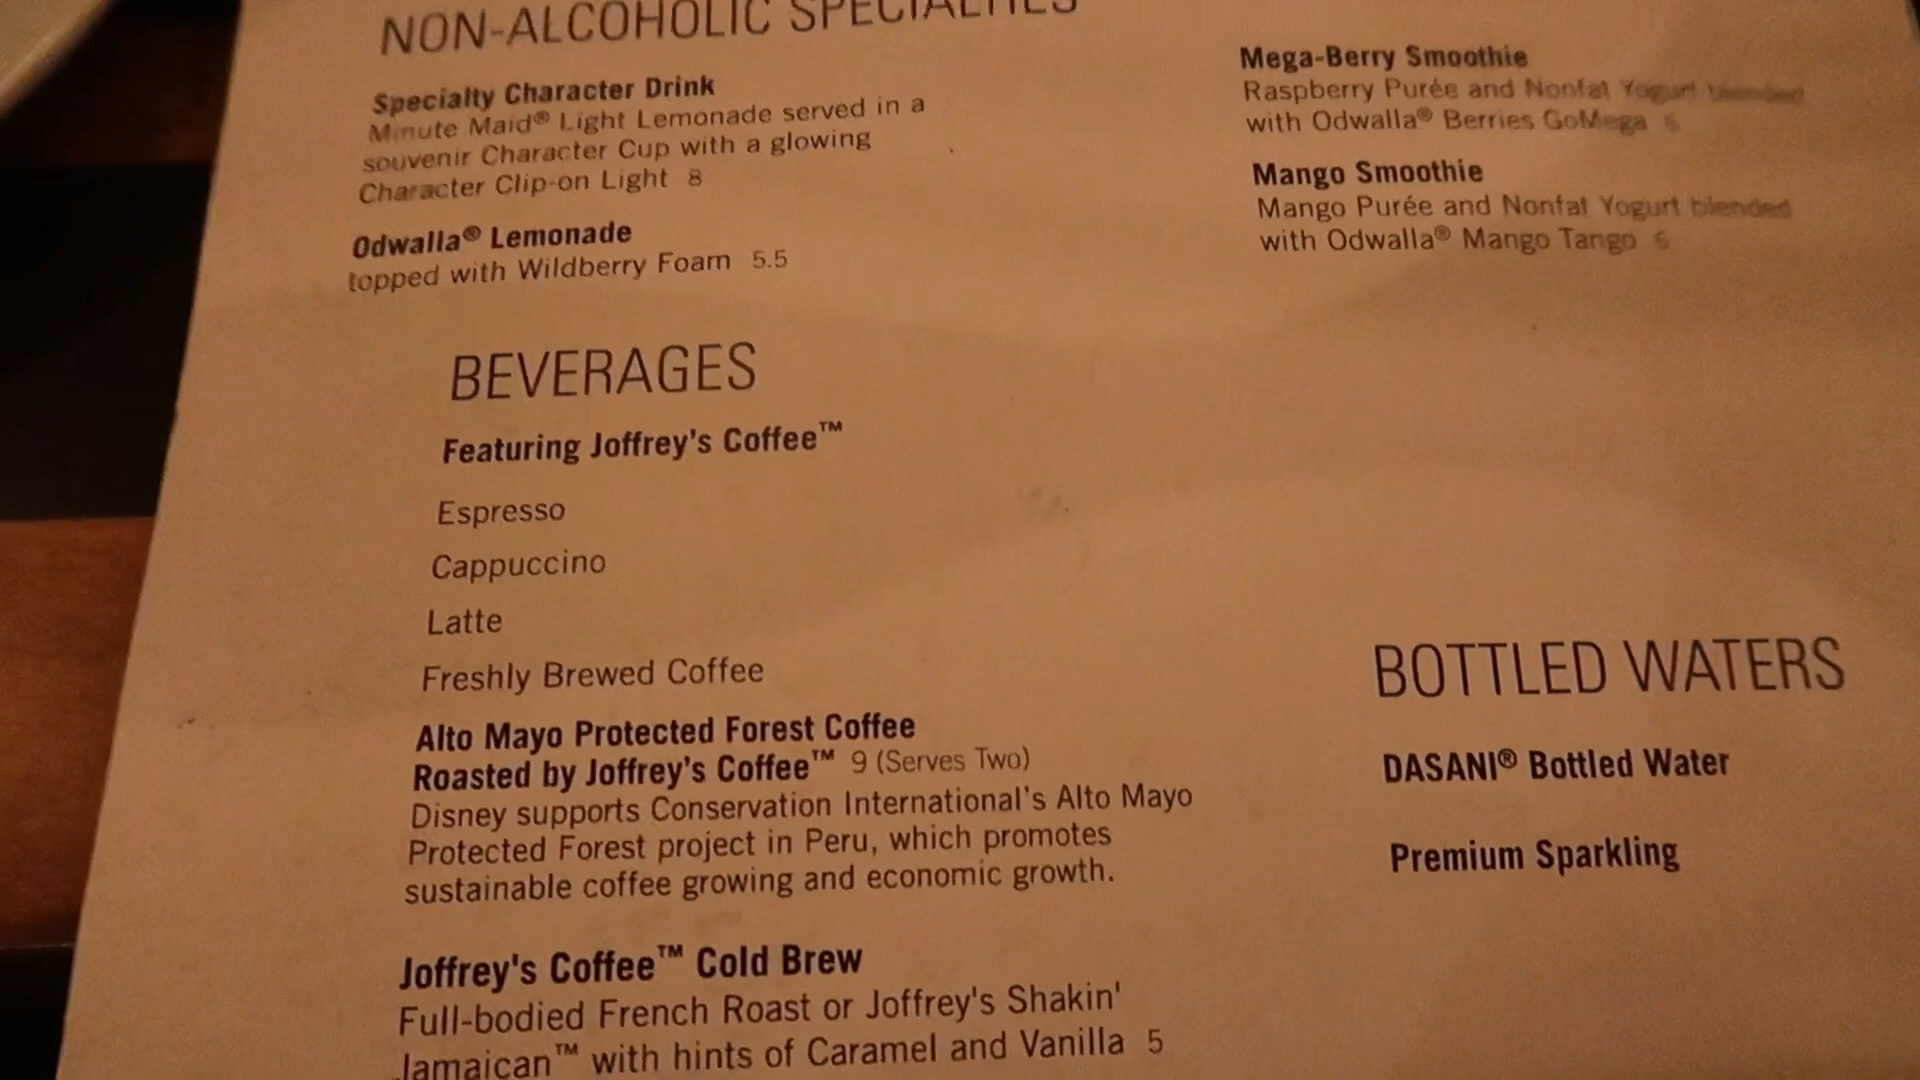 NON-ALCOHOLIC SPECIALTIES
Specialty Character Drink
Minute Maid® Light Lemonade served in a
souvenir Character Cup with a glowing
Character Clip-on Light 8
Odwalla® Lemonade
topped with Wildberry Foam 5.5
Mega-Berry Smoothie
Raspberry Purée and Nonfat Yogurt blended
with Odwalla® Berries GoMega 6
Mango Smoothie
Mango Purée and Nonfat Yogurt blended
with Odwalla® Mango Tango 6
BEVERAGES
Featuring Joffrey's Coffee™
Espresso
Cappuccino
Latte
Freshly Brewed Coffee
Alto Mayo Protected Forest Coffee
Roasted by Joffrey's Coffee™ 9 (Serves Two)
Disney supports Conservation International's Alto Mayo
Protected Forest project in Peru, which promotes
sustainable coffee growing and economic growth.
Joffrey's Coffee™ Cold Brew
Full-bodied French Roast or Joffrey's Shakin'
Jamaican™ with hints of Caramel and Vanilla 5
BOTTLED WATERS
DASANI® Bottled Water
Premium Sparkling